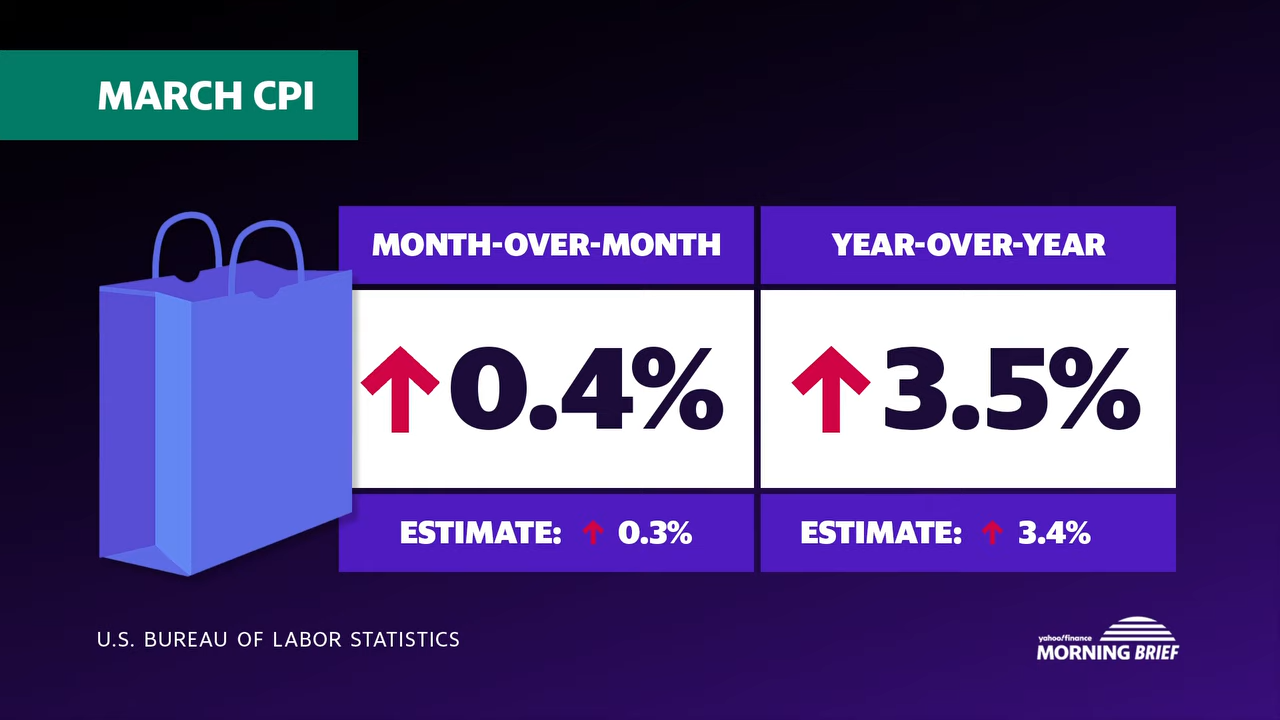 MARCH CPI
MONTH-OVER-MONTH
YEAR-OVER-YEAR
↑0.4%
↑3.5%
ESTIMATE: ↑ 0.3%
ESTIMATE: ↑ 3.4%
U.S. BUREAU OF LABOR STATISTICS
yahoo!finance
MORNING BRIEF